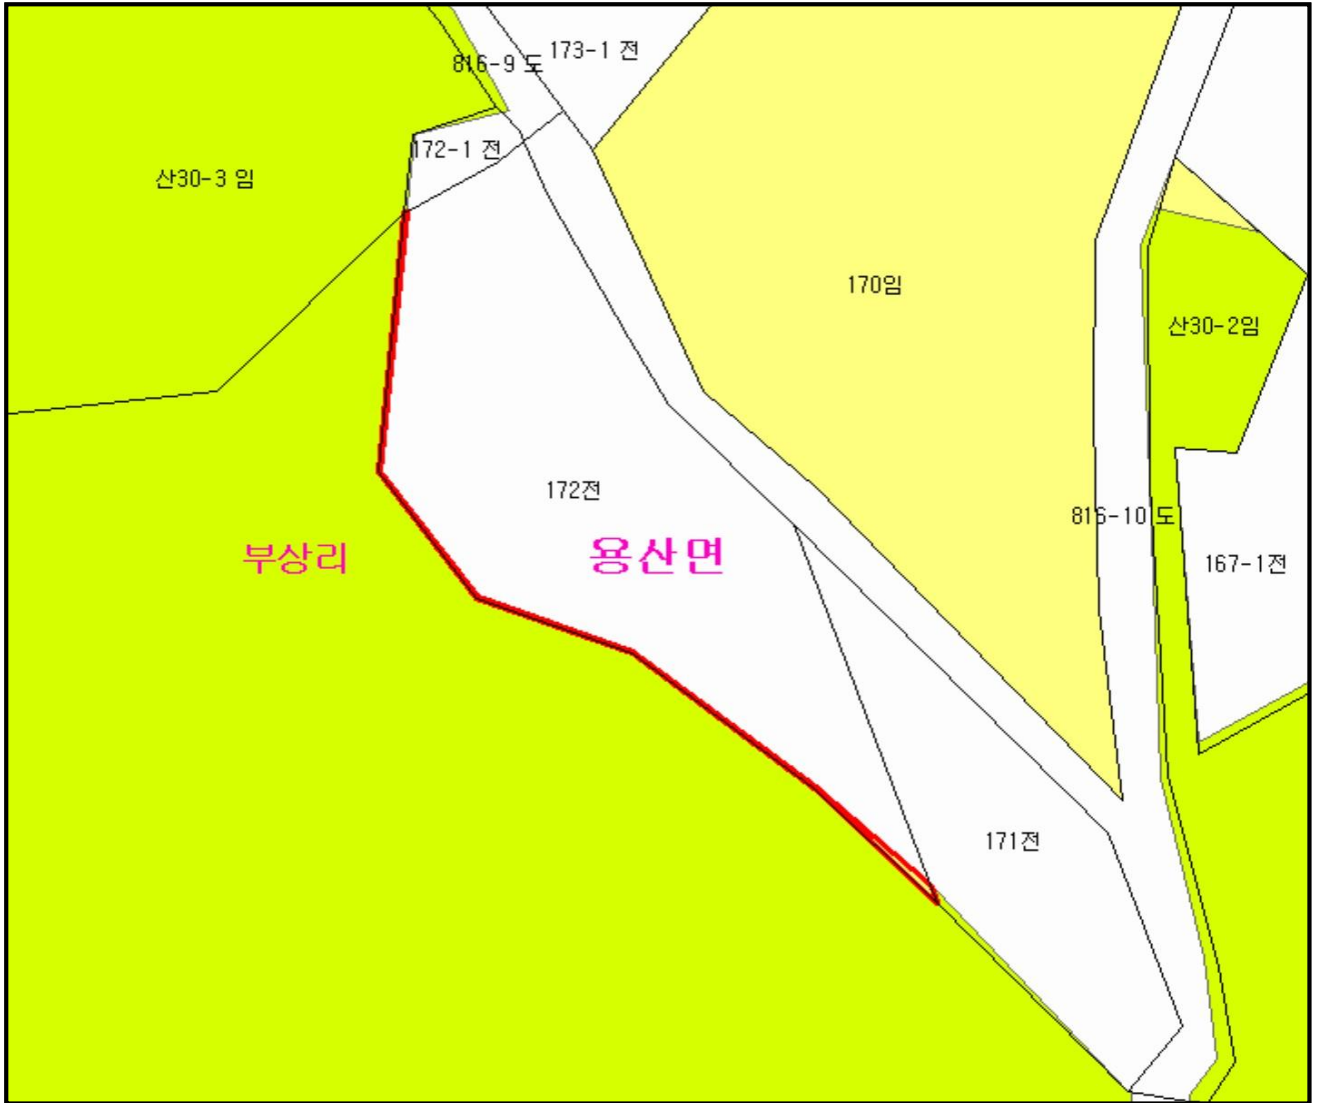 173-1 전
816-9 도
172-1 전
산30-3 임
170임
산30-2임
172전
816-10 도
부상리
용산면
167-1전
171전